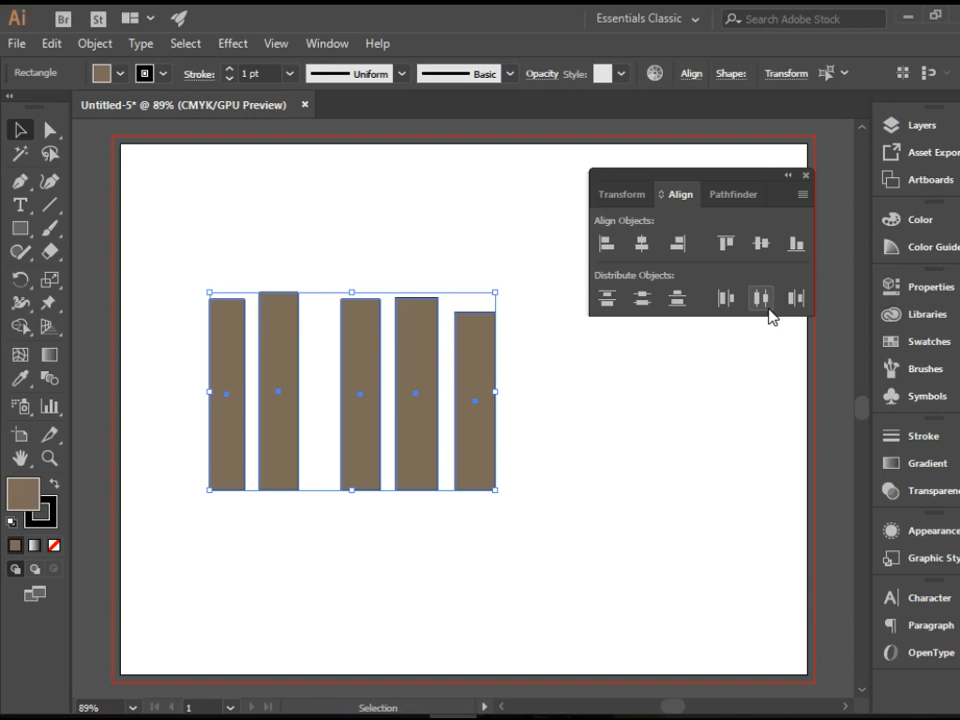 Ai Br St Essentials Classic Search Adobe Stock
File Edit Object Type Select Effect View Window Help
Rectangle Stroke: 1 pt Uniform Basic Opacity Style: Align Shape: Transform
Untitled-5* @ 89% (CMYK/GPU Preview) ×
Layers
Asset Expor
Artboards
Color
Color Guide
Properties
Libraries
Swatches
Brushes
Symbols
Stroke
Gradient
Transparenc
Appearance
Graphic Sty
Character
Paragraph
OpenType
Transform Align Pathfinder
Align Objects:
Distribute Objects:
89% 1 Selection